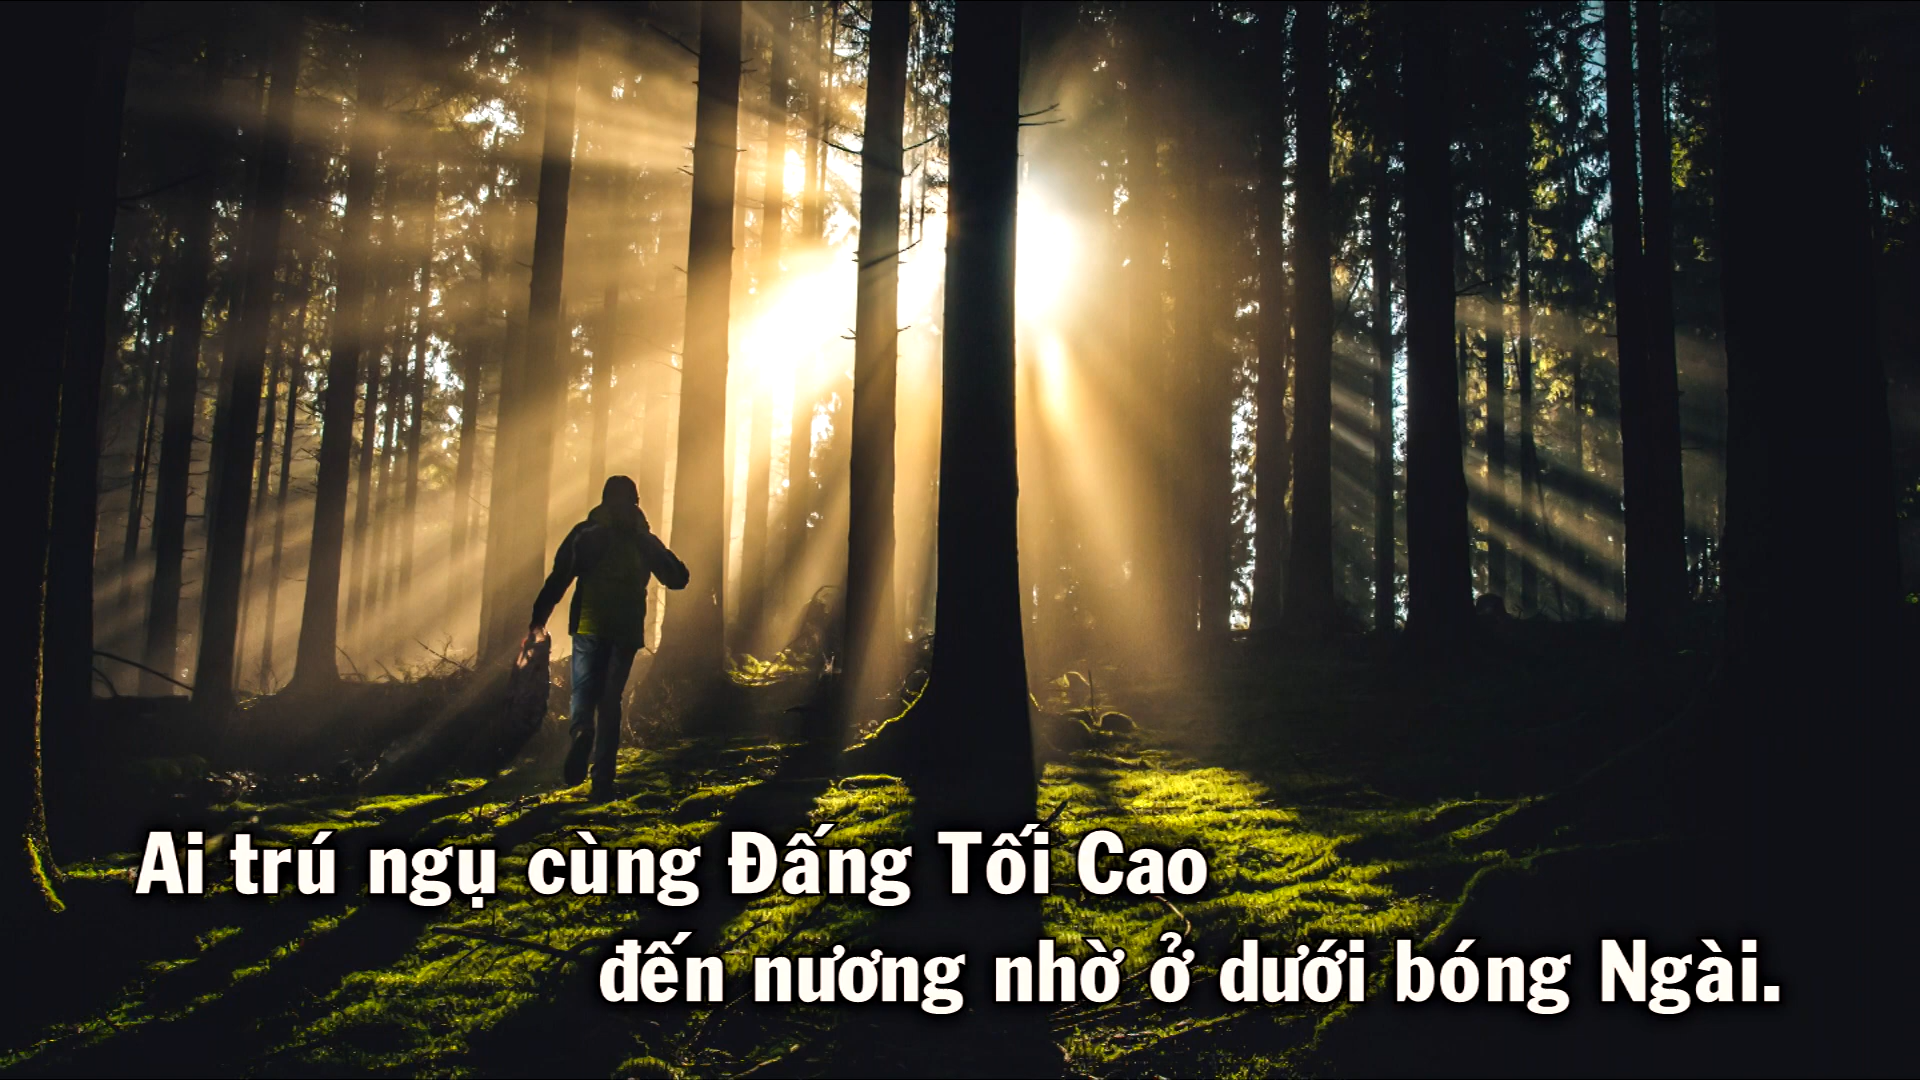 Ai trú ngụ cùng Đấng Tối Cao
đến nương nhờ ở dưới bóng Ngài.